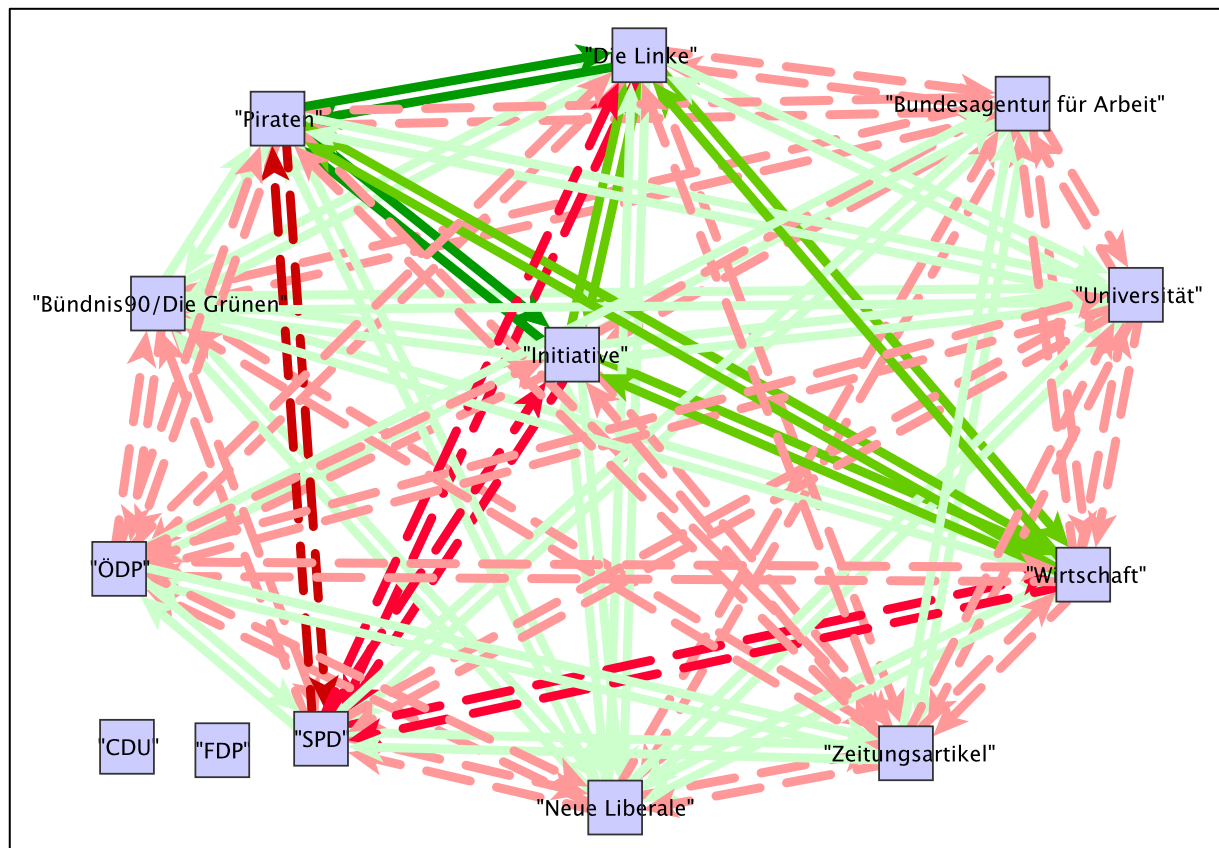 "Die Linke"
"Bundesagentur für Arbeit"
"Piraten"
"Universität"
"Bündnis90/Die Grünen"
"Initiative"
"ÖDP"
"Wirtschaft"
"SPD"
"CDU"
"FDP"
"Zeitungsartikel"
"Neue Liberale"